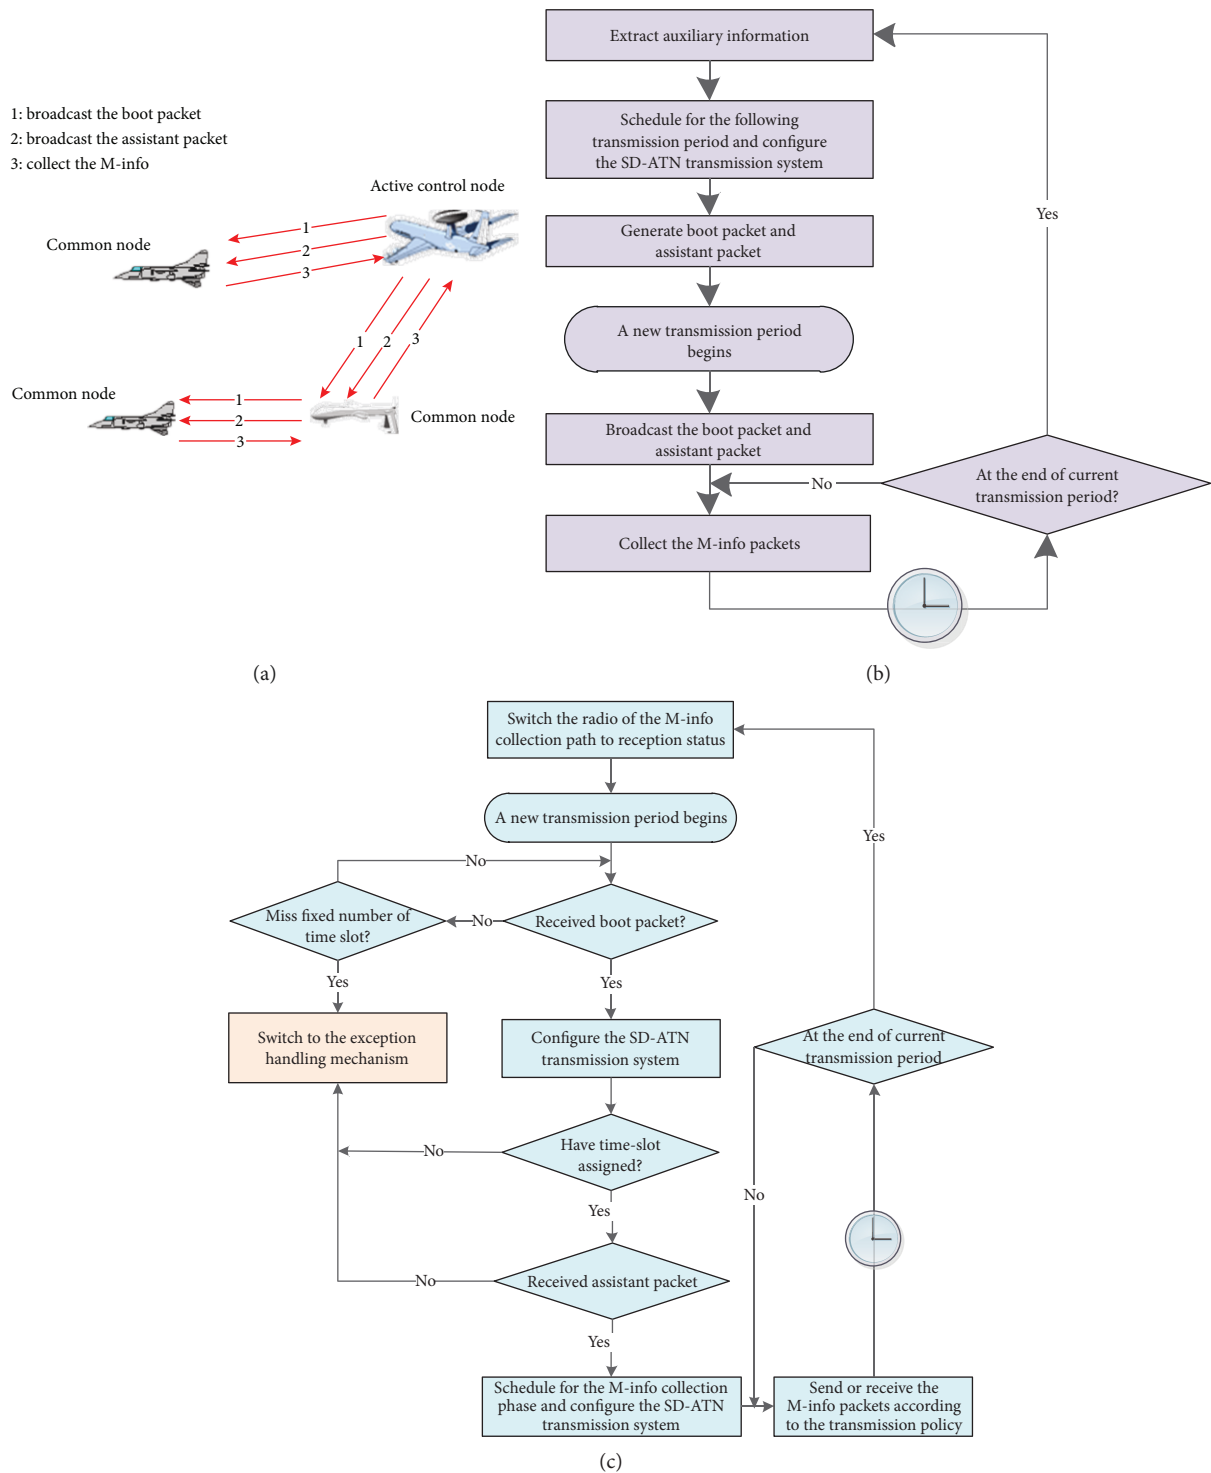 1: broadcast the boot packet
2: broadcast the assistant packet
3: collect the M-info
Active control node
Common node
1
2
3
1
2
3
Common node
1
2
3
Common node
(a)
Extract auxiliary information
Schedule for the following
transmission period and configure
the SD-ATN transmission system
Generate boot packet and
assistant packet
A new transmission period
begins
Broadcast the boot packet and
assistant packet
Collect the M-info packets
At the end of current
transmission period?
No
Yes
(b)
Switch the radio of the M-info
collection path to reception status
A new transmission period begins
No
Miss fixed number of
time slot?
No
Received boot packet?
Yes
Yes
Switch to the exception
handling mechanism
Configure the SD-ATN
transmission system
No
Have time-slot
assigned?
Yes
No
Received assistant packet
Yes
Schedule for the M-info collection
phase and configure the SD-ATN
transmission system
Send or receive the
M-info packets according
to the transmission policy
At the end of current
transmission period
No
Yes
(c)